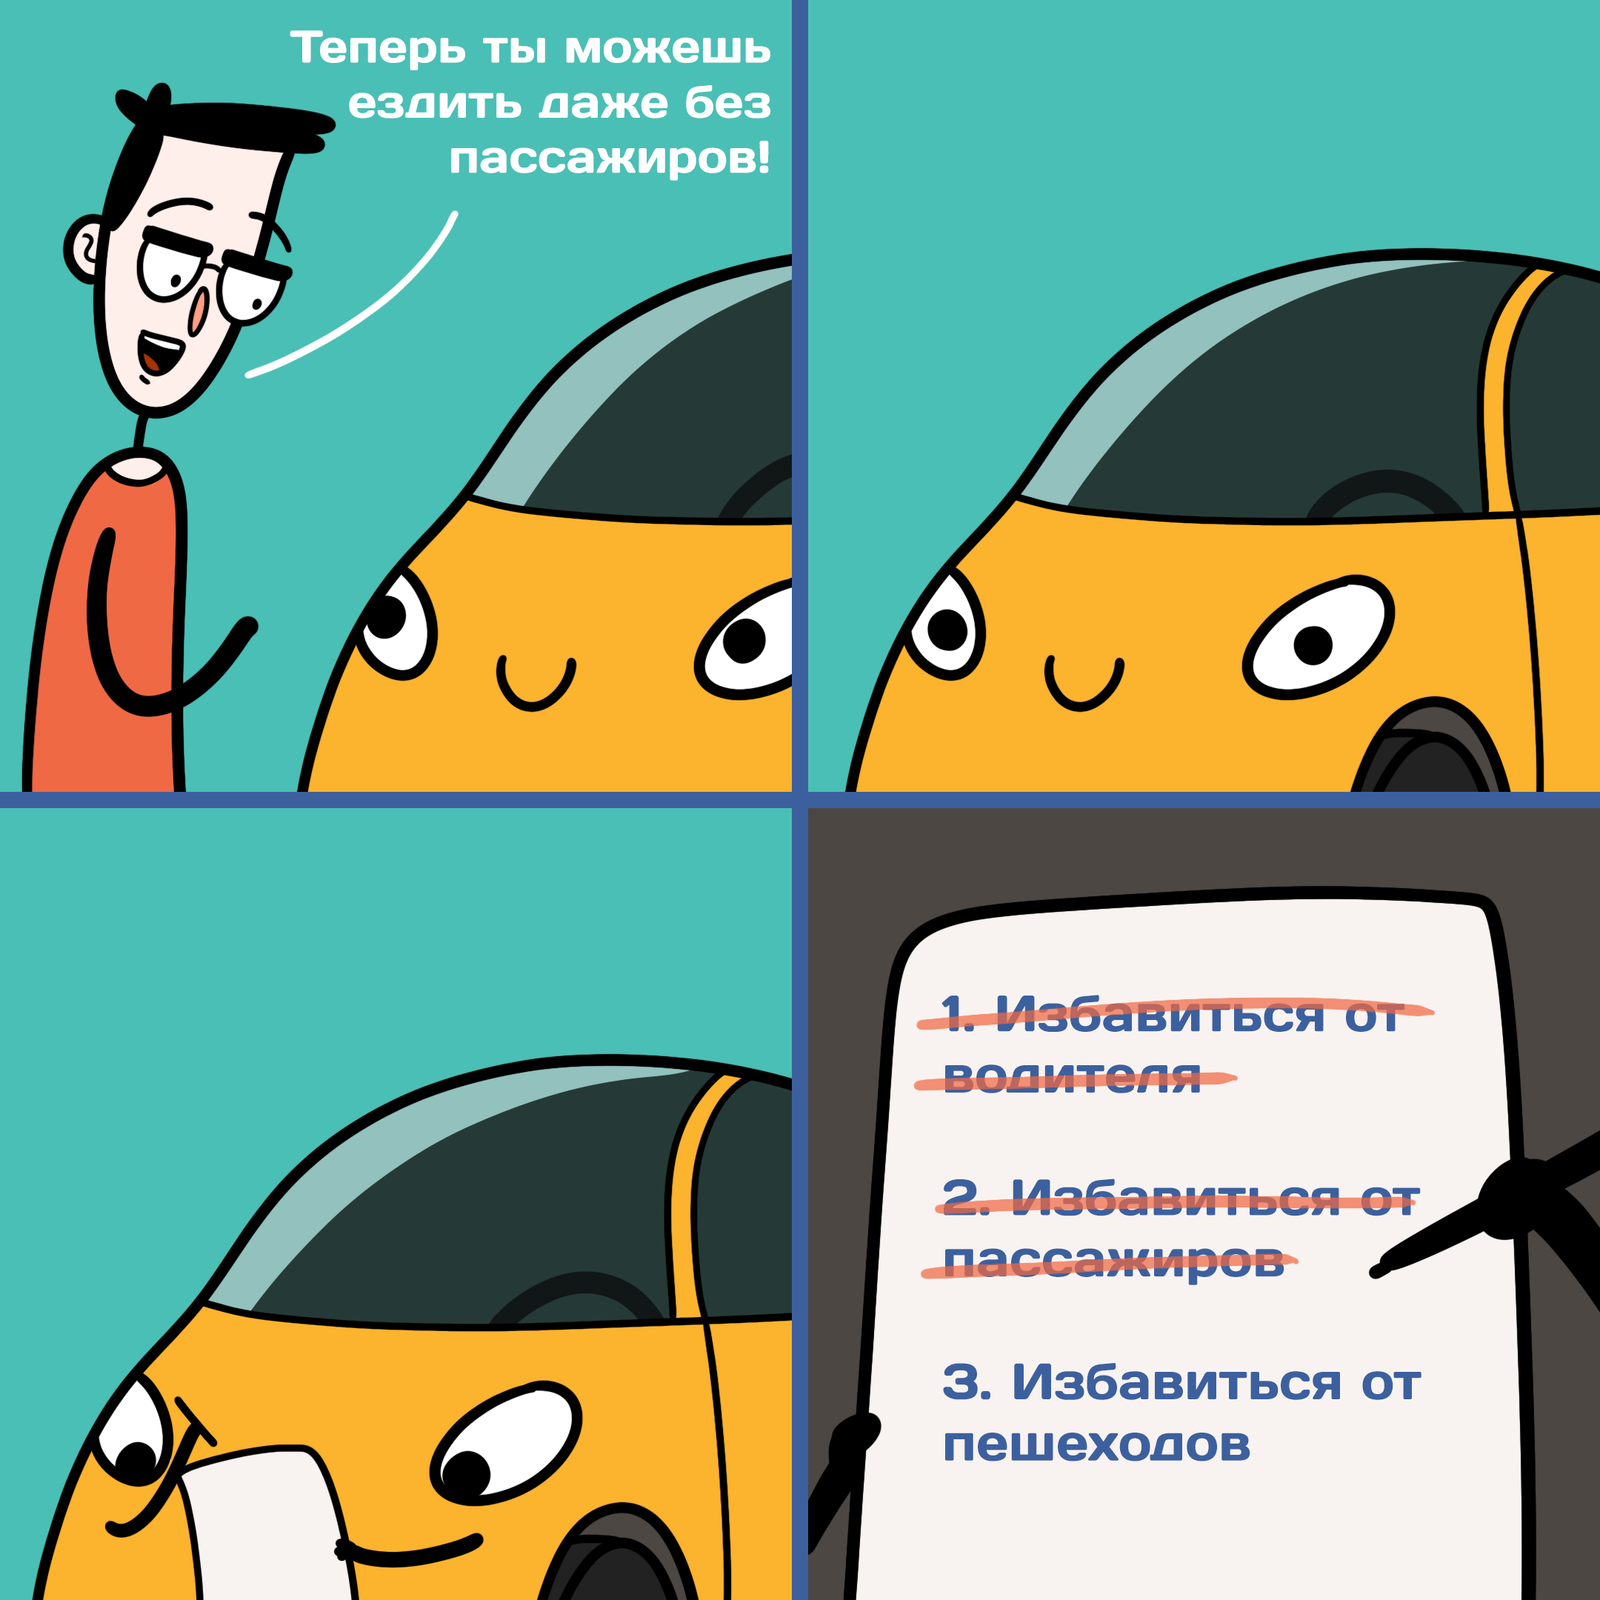 Теперь ты можешь
ездить даже без
пассажиров!
1. Избавиться от
водителя
2. Избавиться от
пассажиров
3. Избавиться от
пешеходов